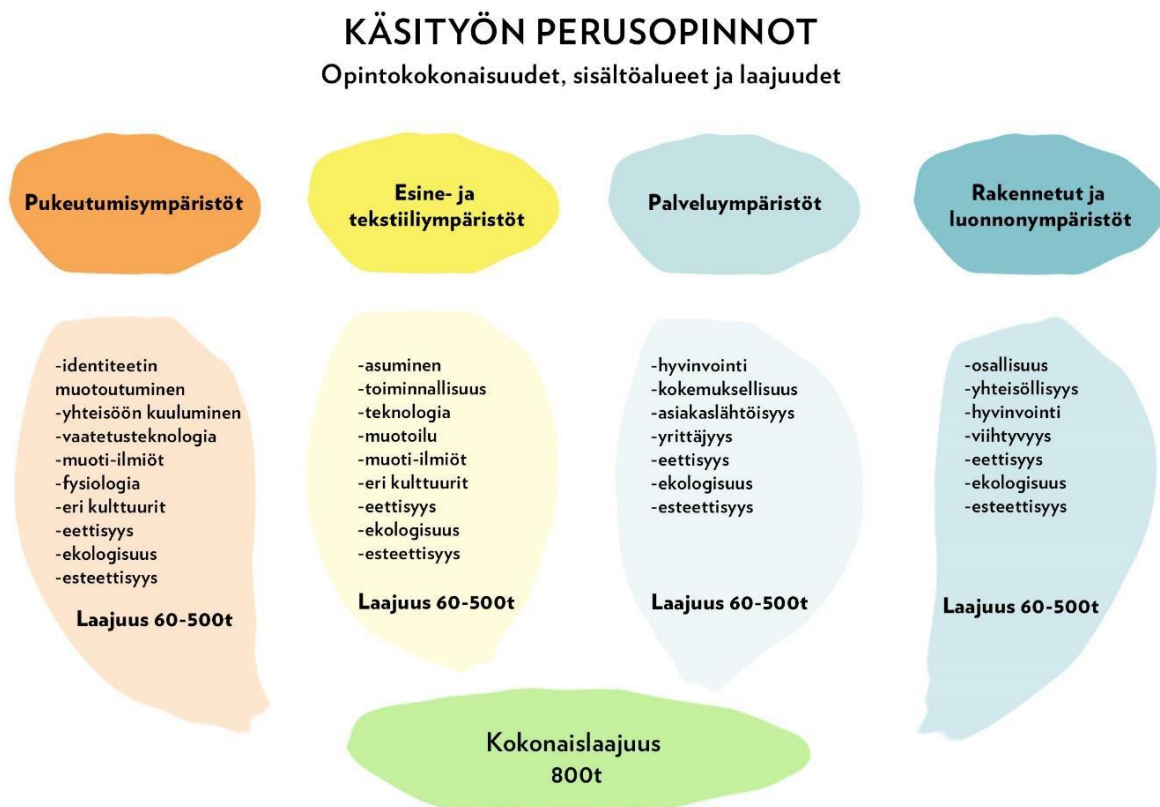 KÄSITYÖN PERUSOPINNOT
Opintokokonaisuudet, sisältöalueet ja laajuudet
Pukeutumisympäristöt
-identiteetin
muotoutuminen
-yhteisöön kuuluminen
-vaatetusteknologia
-muoti-ilmiöt
-fysiologia
-eri kulttuurit
-eettisyys
-ekologisuus
-esteettisyys
Laajuus 60-500t
Esine- ja
tekstiiliympäristöt
-asuminen
-toiminnallisuus
-teknologia
-muotoilu
-muoti-ilmiöt
-eri kulttuurit
-eettisyys
-ekologisuus
-esteettisyys
Laajuus 60-500t
Palveluympäristöt
-hyvinvointi
-kokemuksellisuus
-asiakaslähtöisyys
-yrittäjyys
-eettisyys
-ekologisuus
-esteettisyys
Laajuus 60-500t
Rakennetut ja
luonnonympäristöt
-osallisuus
-yhteisöllisyys
-hyvinvointi
-viihtyvyys
-eettisyys
-ekologisuus
-esteettisyys
Laajuus 60-500t
Kokonaislaajuus
800t